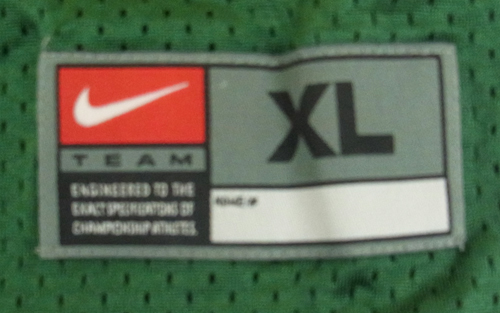 XL
TEAM
ENGINEERED TO THE
EXACT SPECIFICATIONS OF
CHAMPIONSHIP ATHLETES.